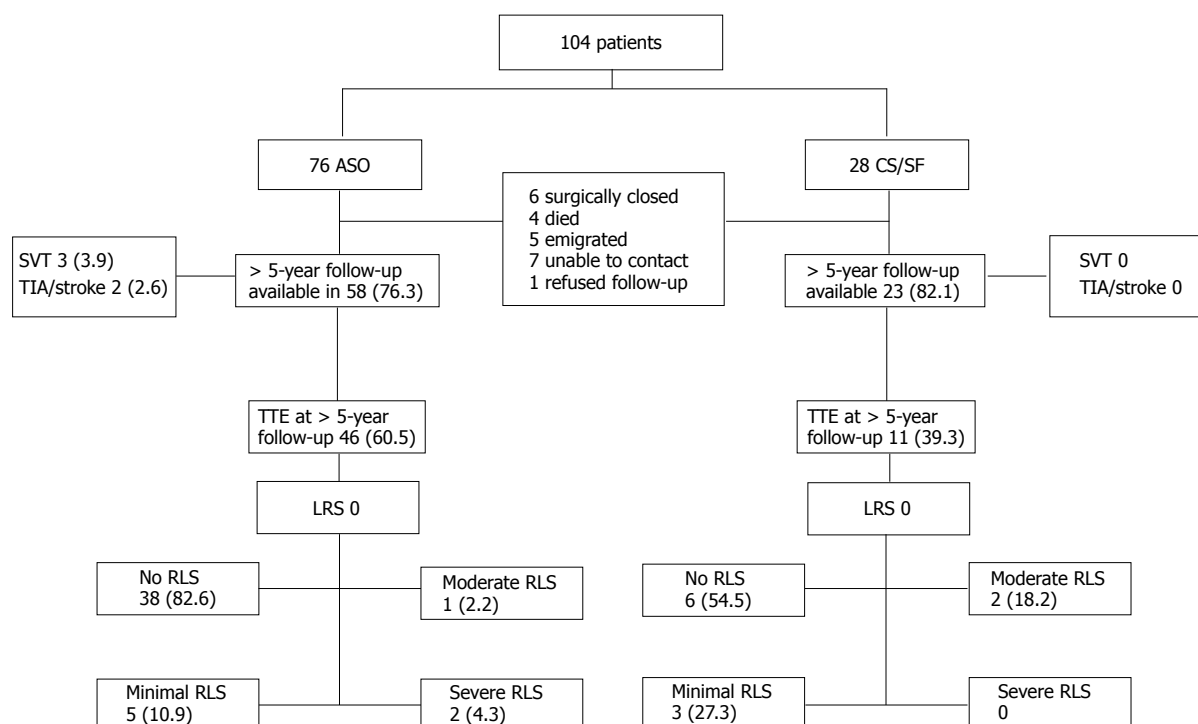 104 patients
76 ASO
28 CS/SF
6 surgically closed
4 died
5 emigrated
7 unable to contact
1 refused follow-up
SVT 3 (3.9)
TIA/stroke 2 (2.6)
> 5-year follow-up
available in 58 (76.3)
> 5-year follow-up
available 23 (82.1)
SVT 0
TIA/stroke 0
TTE at > 5-year
follow-up 46 (60.5)
TTE at > 5-year
follow-up 11 (39.3)
LRS 0
LRS 0
No RLS
38 (82.6)
Moderate RLS
1 (2.2)
No RLS
6 (54.5)
Moderate RLS
2 (18.2)
Minimal RLS
5 (10.9)
Severe RLS
2 (4.3)
Minimal RLS
3 (27.3)
Severe RLS
0